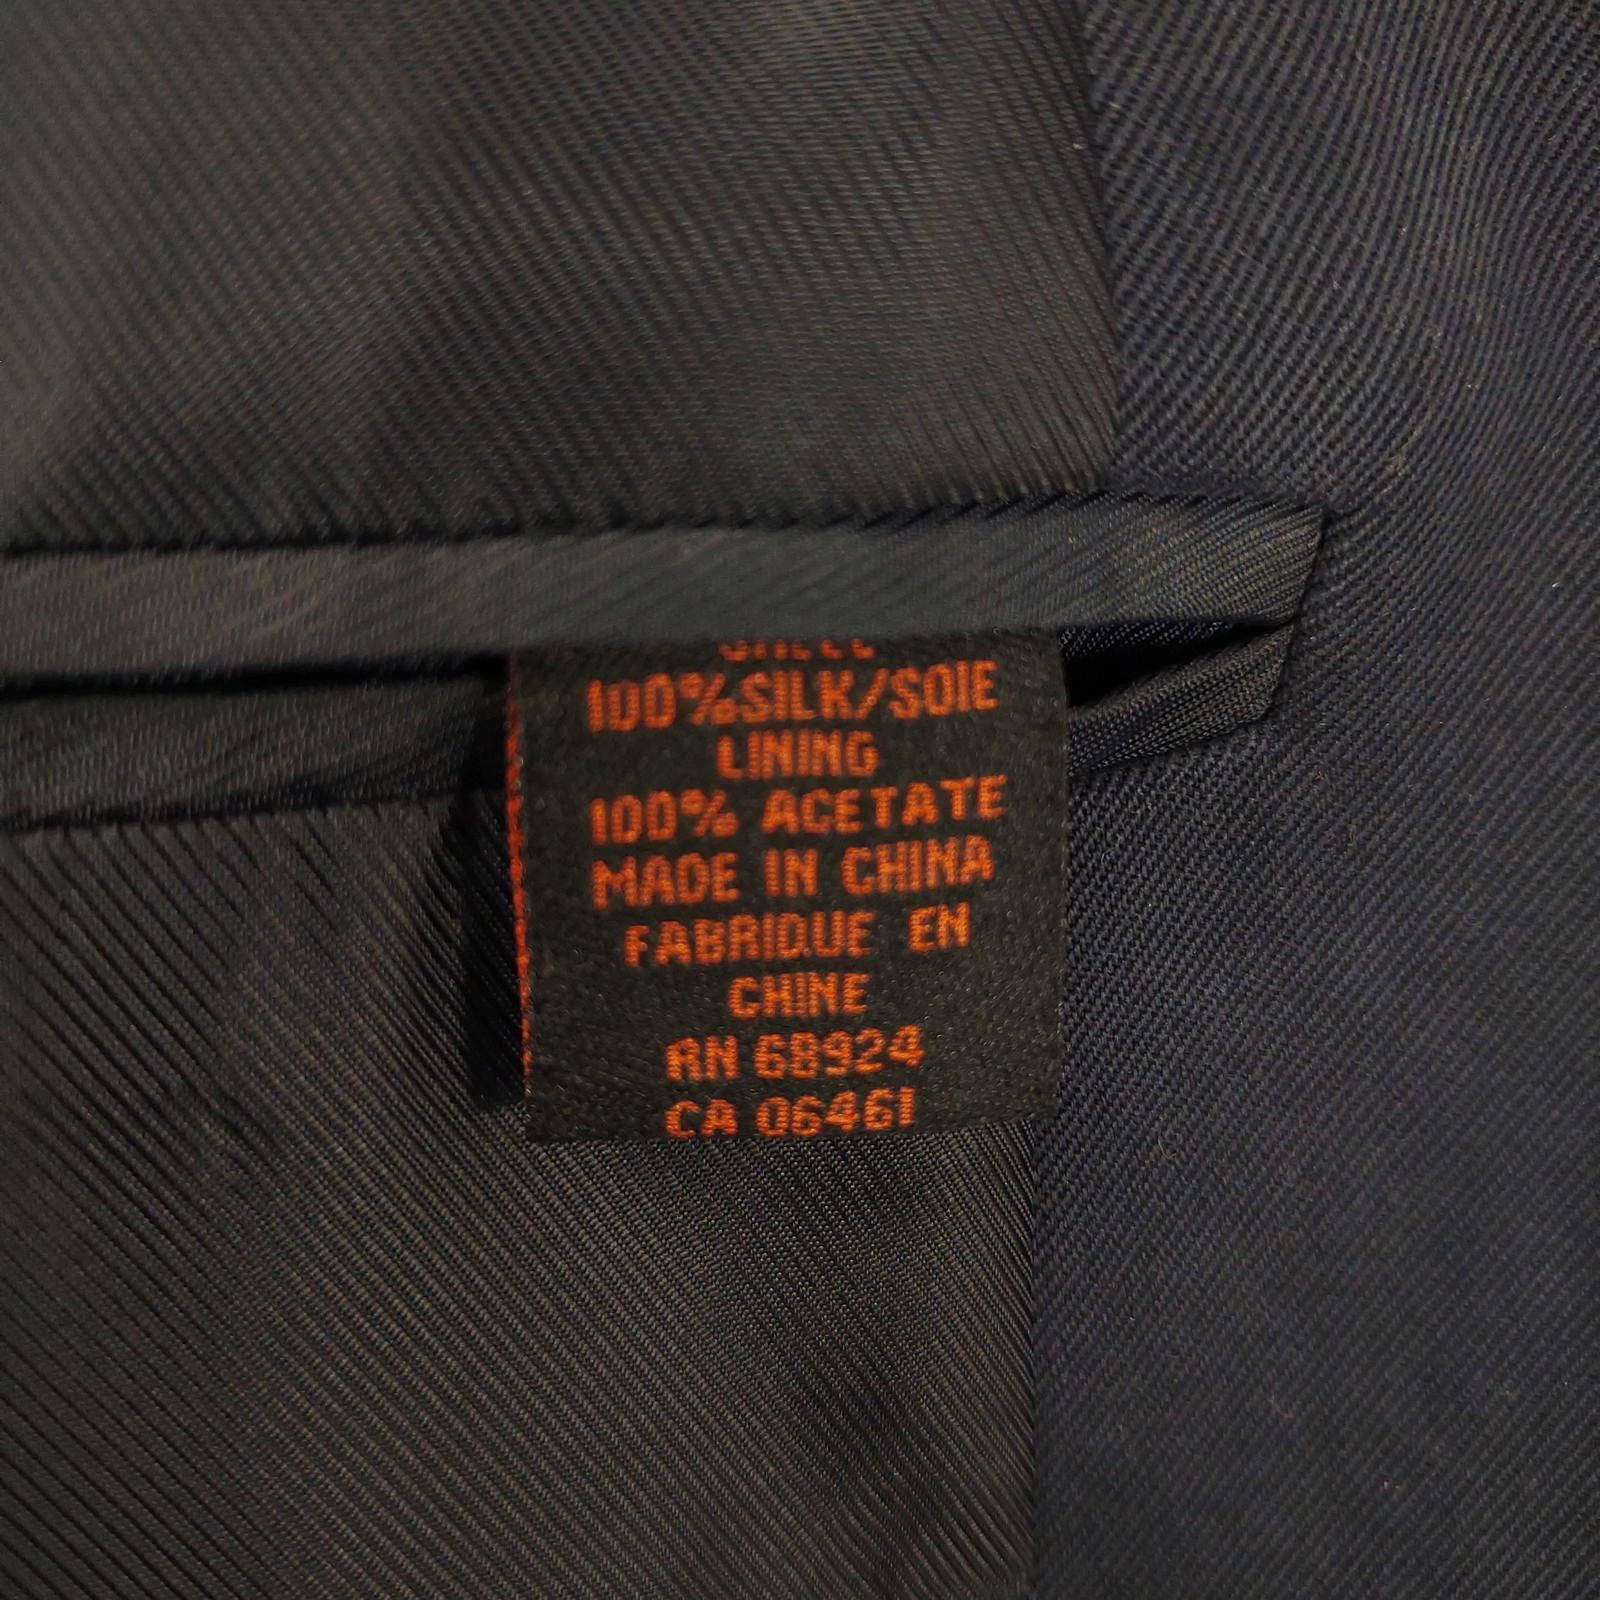 100%SILK/SOIE
LINING
100% ACETATE
MADE IN CHINA
FABRIQUE EN
CHINE
RN 68924
CA 06461